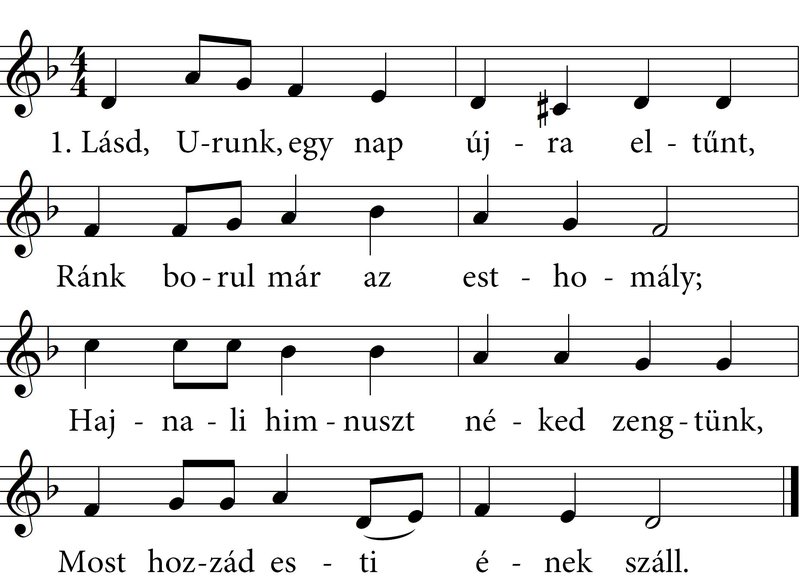 1. Lásd, U-runk, egy nap új - ra el - tűnt,
Ránk bo - rul már az est - ho - mály;
Haj - na - li him - nuszt né - ked zeng - tünk,
Most hoz-zád es - ti é - nek száll.